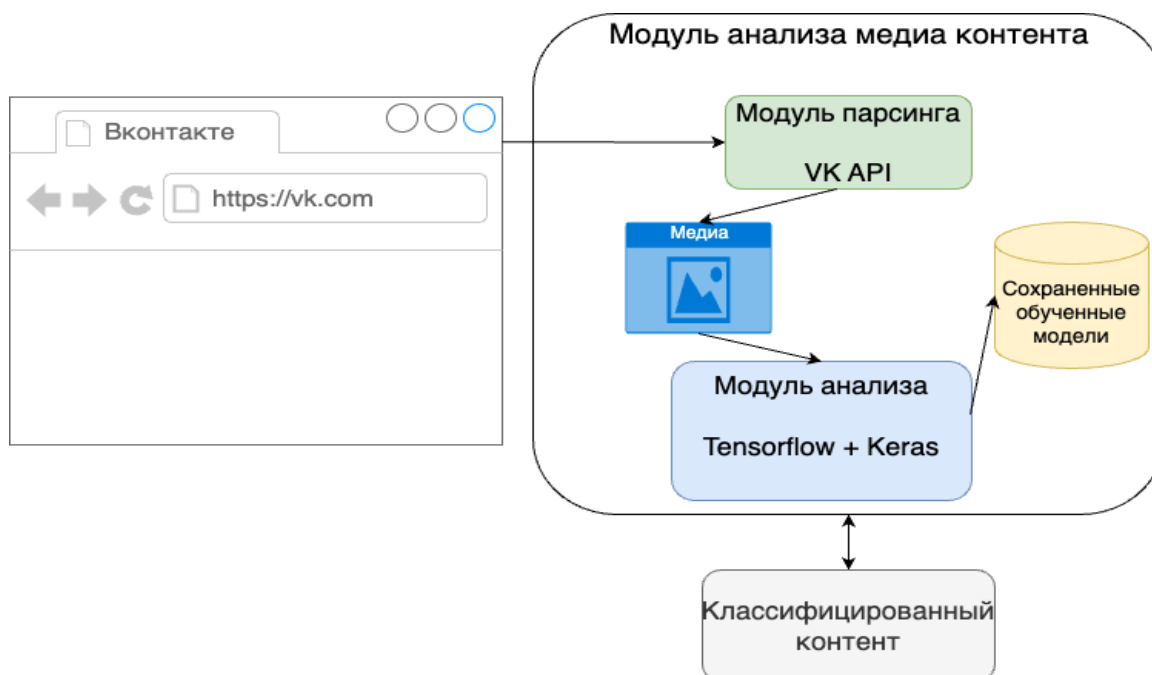 Модуль анализа медиа контента
Вконтакте
https://vk.com
Модуль парсинга
VK API
Медиа
Сохраненные
обученные
модели
Модуль анализа
Tensorflow + Keras
Классифицированный
контент